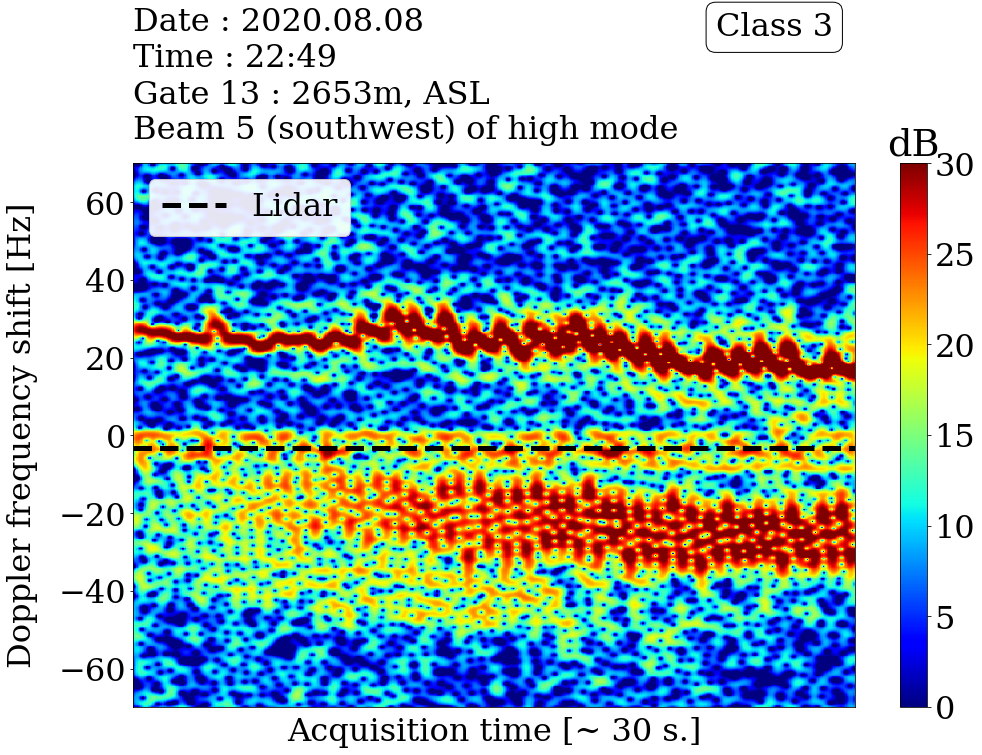 Date : 2020.08.08
Time : 22:49
Gate 13 : 2653m, ASL
Beam 5 (southwest) of high mode
Class 3
dB
Lidar
Doppler frequency shift [Hz]
60
40
20
0
−20
−40
−60
30
25
20
15
10
5
0
Acquisition time [~ 30 s.]